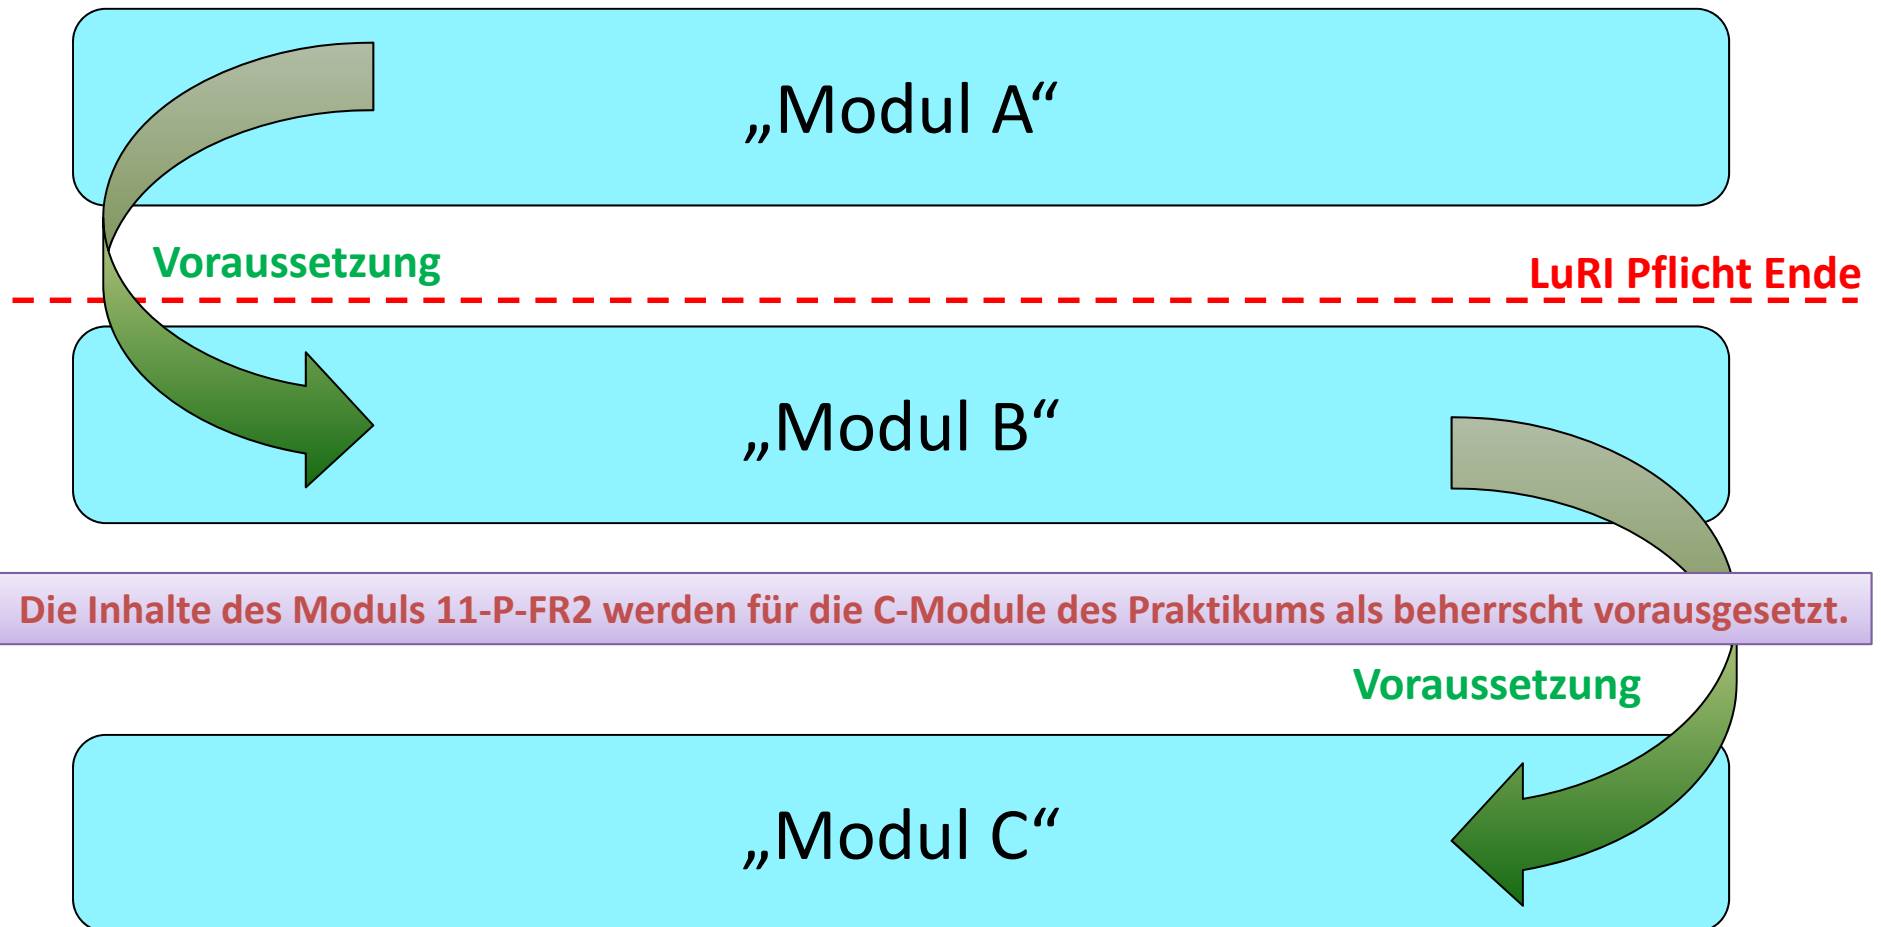 „Modul A“
Voraussetzung
LuRI Pflicht Ende
„Modul B“
Die Inhalte des Moduls 11-P-FR2 werden für die C-Module des Praktikums als beherrscht vorausgesetzt.
Voraussetzung
„Modul C“